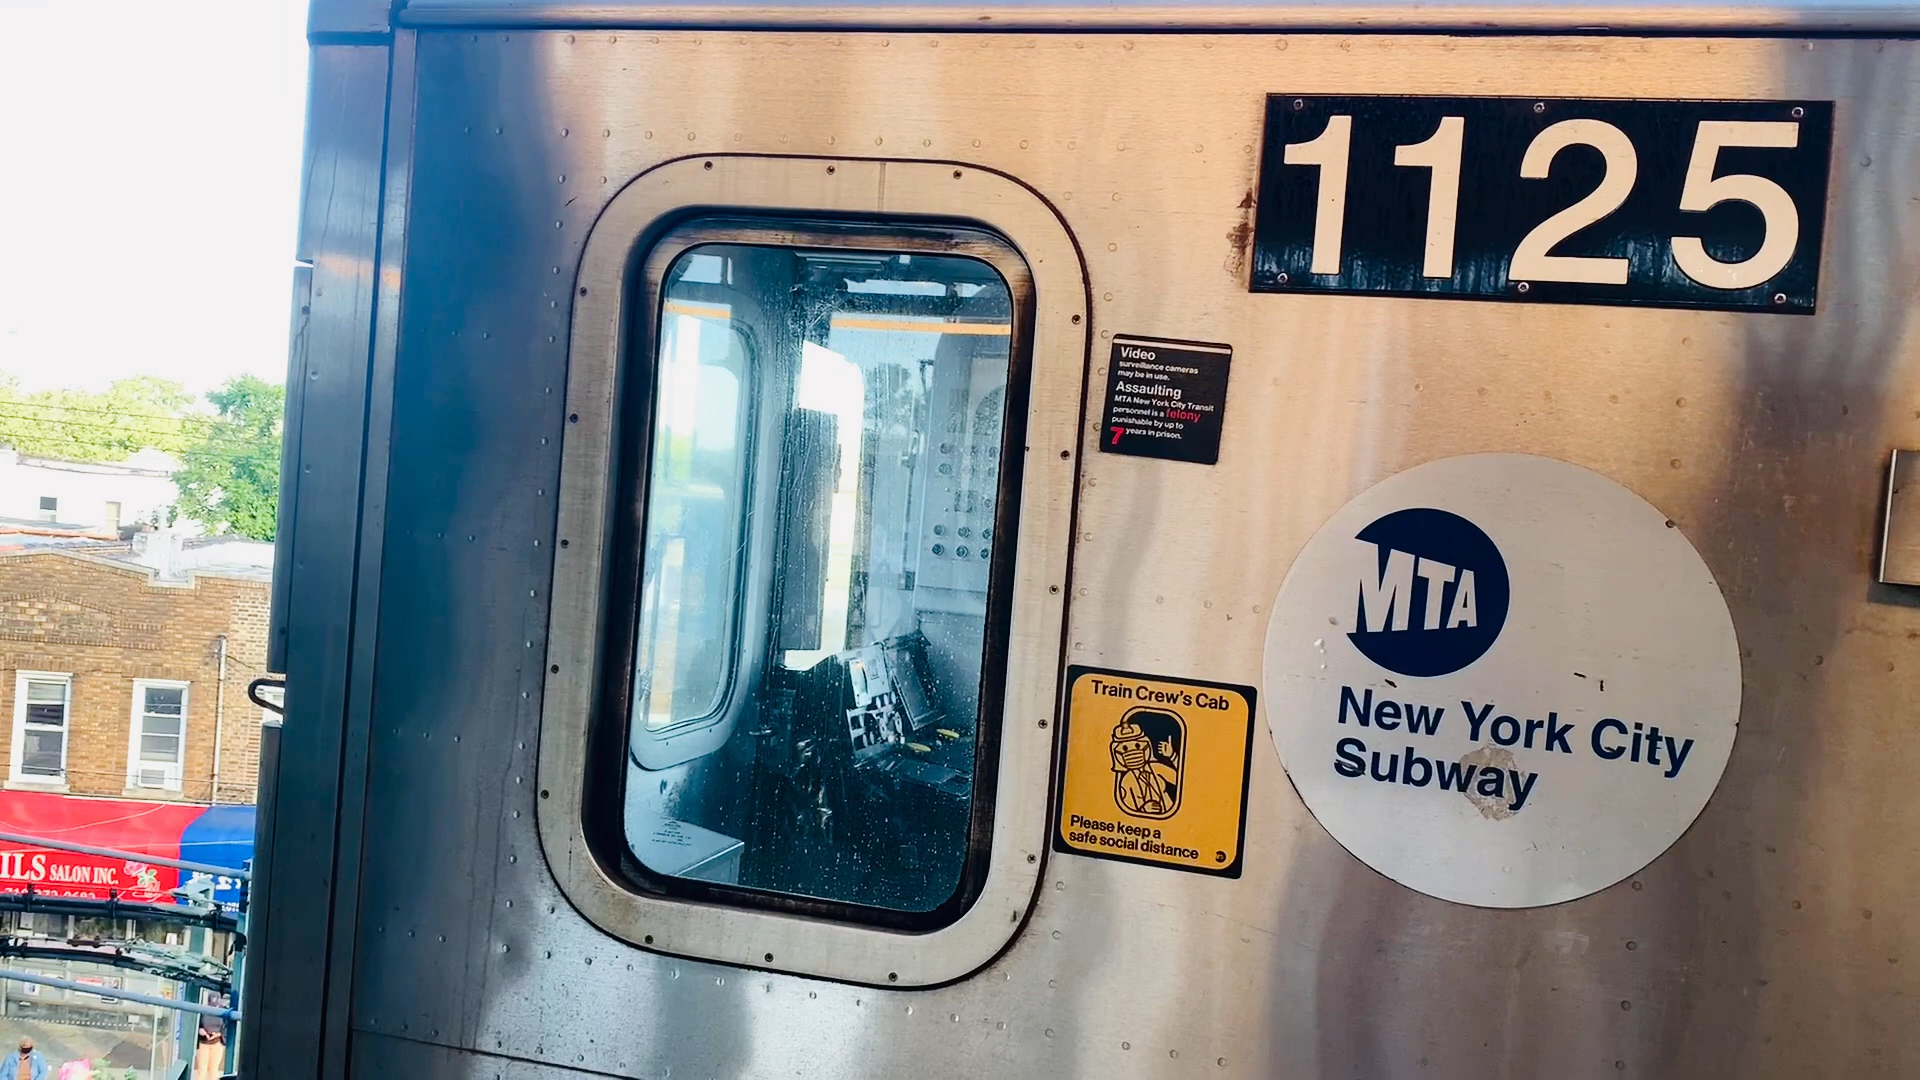 1125
Video
surveillance cameras
may be in use.
Assaulting
MTA New York City Transit
personnel is a felony
punishable by up to
7 years in prison.
MTA
New York City
Subway
Train Crew's Cab
Please keep a
safe social distance
ILS SALON INC.